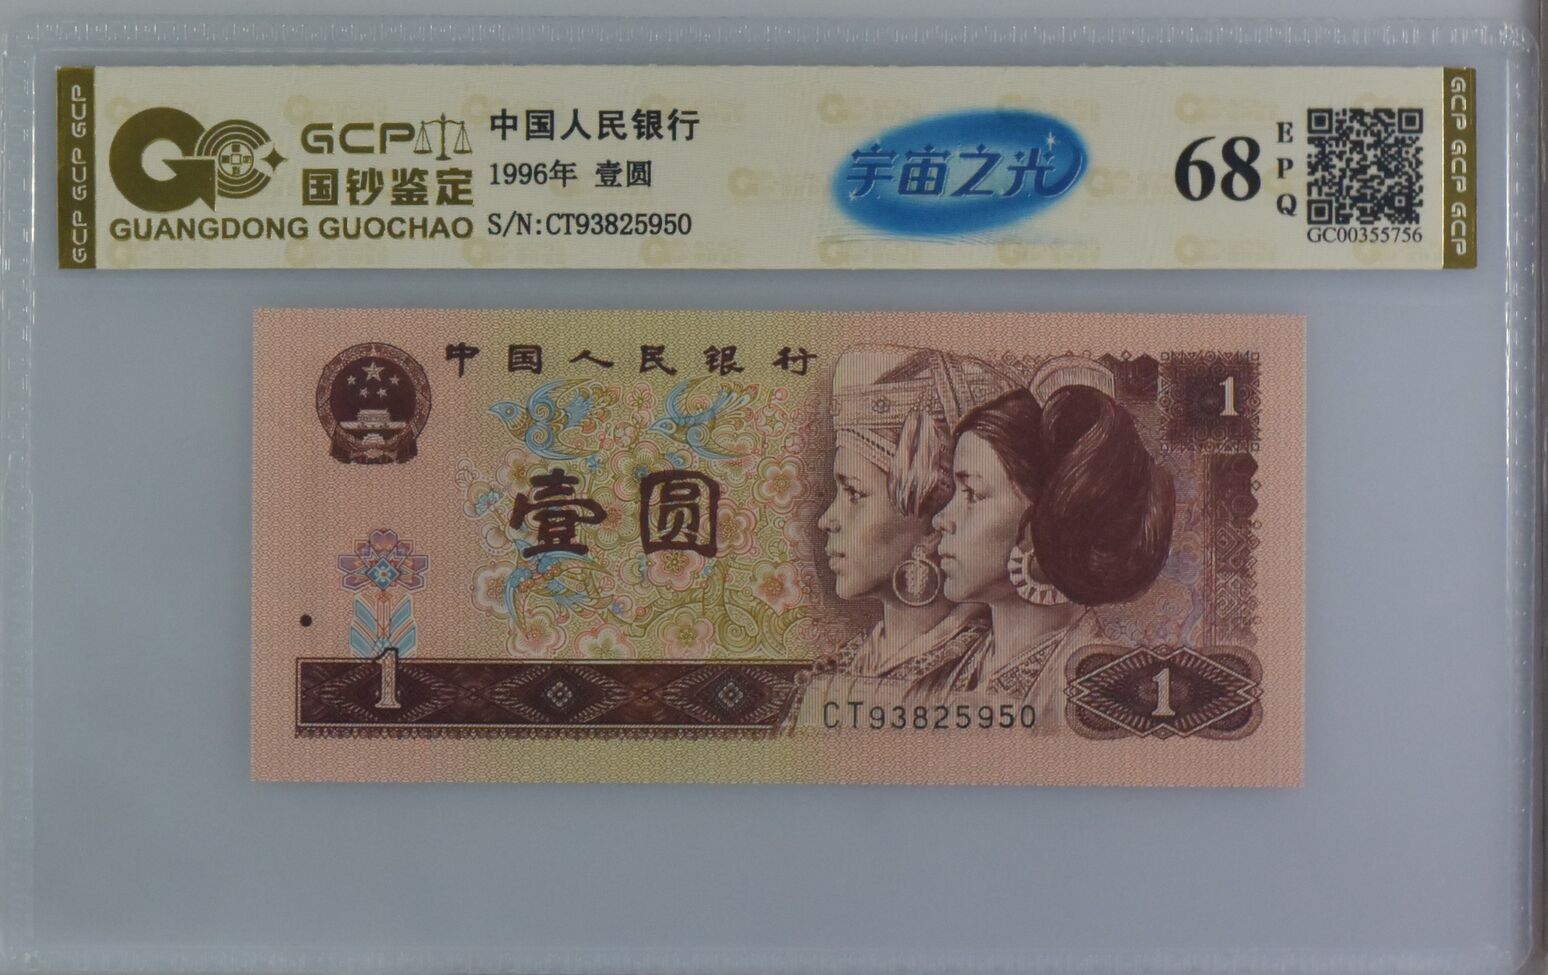 GCP GCP GCP
GCP
国钞鉴定
GUANGDONG GUOCHAO
中国人民银行
1996年 壹圆
S/N:CT93825950
宇宙之光
68
EPQ
GC00355756
GCP GCP GCP
中国人民银行
1
壹圆
1
CT93825950
1